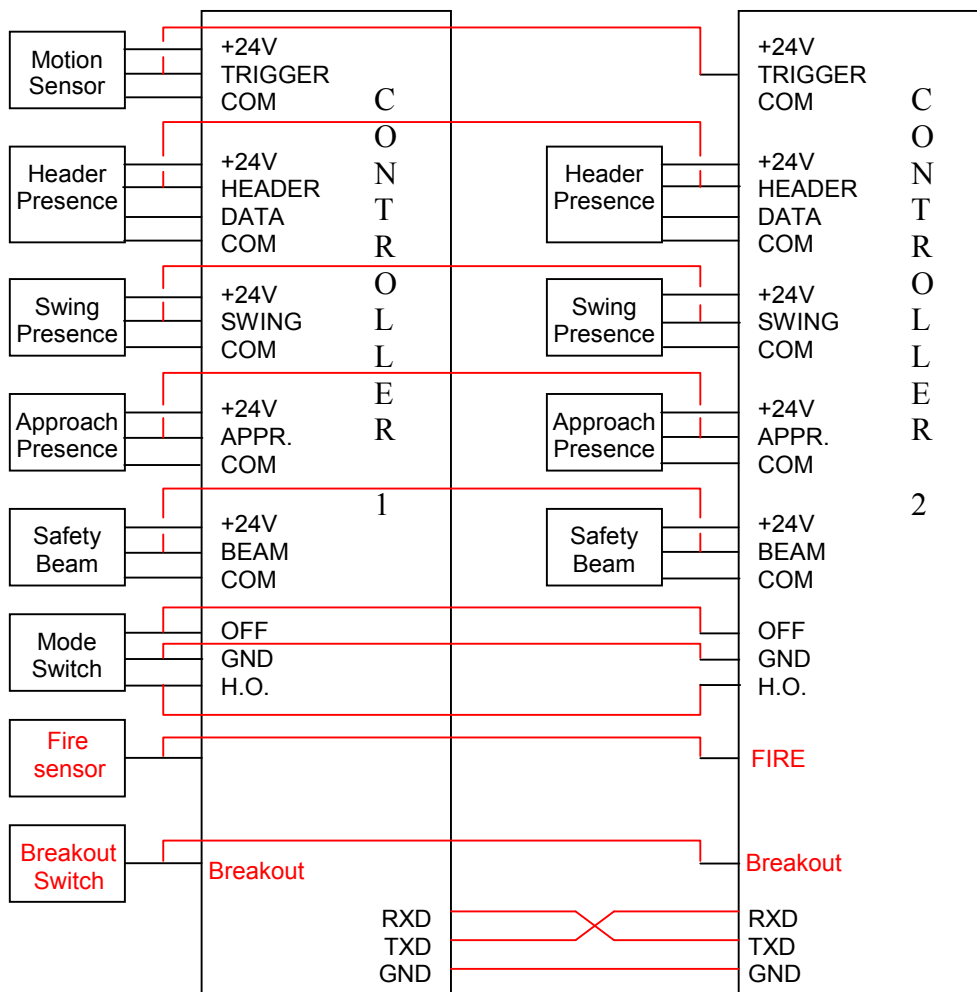 Motion
Sensor
+24V
TRIGGER
COM
Header
Presence
+24V
HEADER
DATA
COM
Swing
Presence
+24V
SWING
COM
Approach
Presence
+24V
APPR.
COM
Safety
Beam
+24V
BEAM
COM
Mode
Switch
OFF
GND
H.O.
Fire
sensor
Breakout
Switch
Breakout
CONTROLLER
1
RXD
TXD
GND
+24V
TRIGGER
COM
Header
Presence
+24V
HEADER
DATA
COM
Swing
Presence
+24V
SWING
COM
Approach
Presence
+24V
APPR.
COM
Safety
Beam
+24V
BEAM
COM
OFF
GND
H.O.
FIRE
Breakout
CONTROLLER
2
RXD
TXD
GND